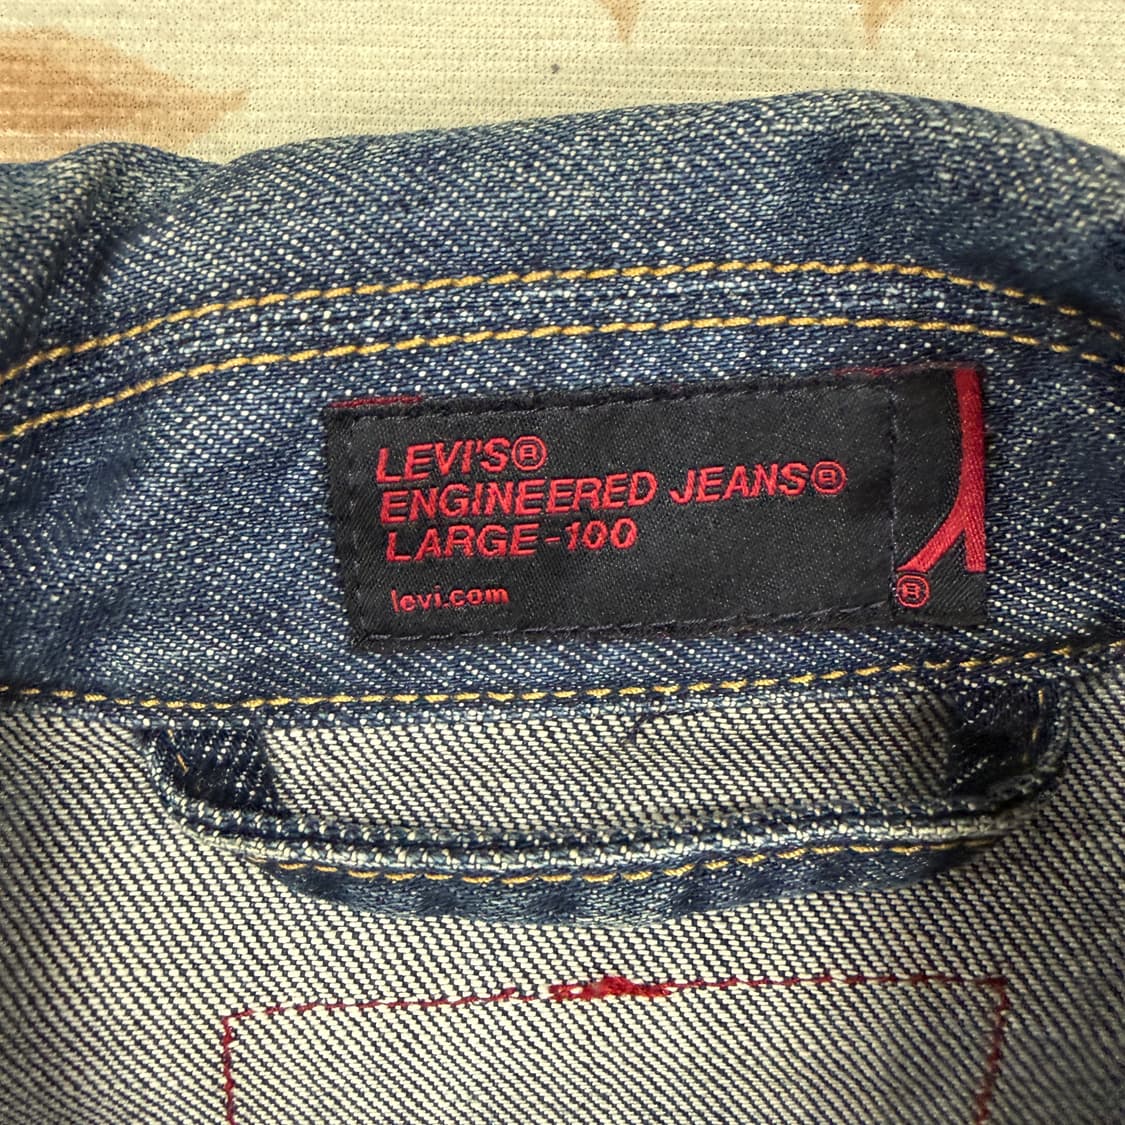 LEVI'S®
ENGINEERED JEANS®
LARGE-100
levi.com
®